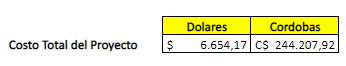 Dolares Cordobas
Costo Total del Proyecto $ 6.654,17 C$ 244.207,92